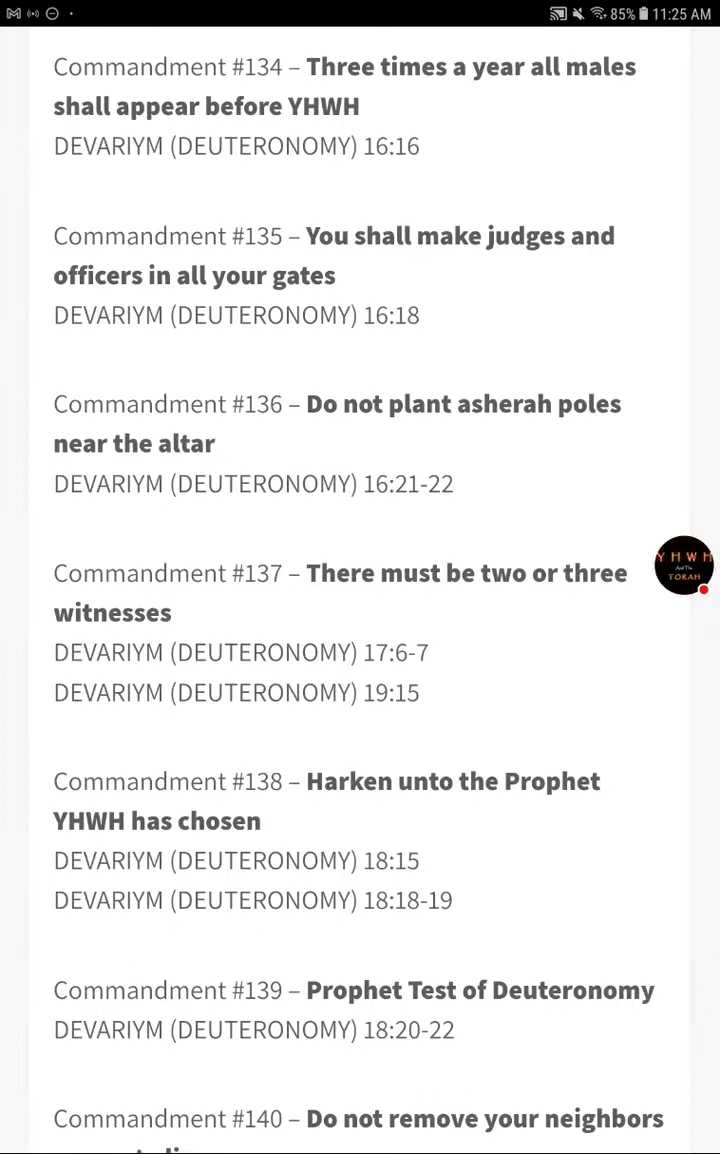 85% 11:25 AM
Commandment #134 – Three times a year all males
shall appear before YHWH
DEVARIYM (DEUTERONOMY) 16:16
Commandment #135 – You shall make judges and
officers in all your gates
DEVARIYM (DEUTERONOMY) 16:18
Commandment #136 – Do not plant asherah poles
near the altar
DEVARIYM (DEUTERONOMY) 16:21-22
Commandment #137 – There must be two or three
witnesses
DEVARIYM (DEUTERONOMY) 17:6-7
DEVARIYM (DEUTERONOMY) 19:15
YHWH
And The
TORAH
Commandment #138 – Harken unto the Prophet
YHWH has chosen
DEVARIYM (DEUTERONOMY) 18:15
DEVARIYM (DEUTERONOMY) 18:18-19
Commandment #139 – Prophet Test of Deuteronomy
DEVARIYM (DEUTERONOMY) 18:20-22
Commandment #140 – Do not remove your neighbors